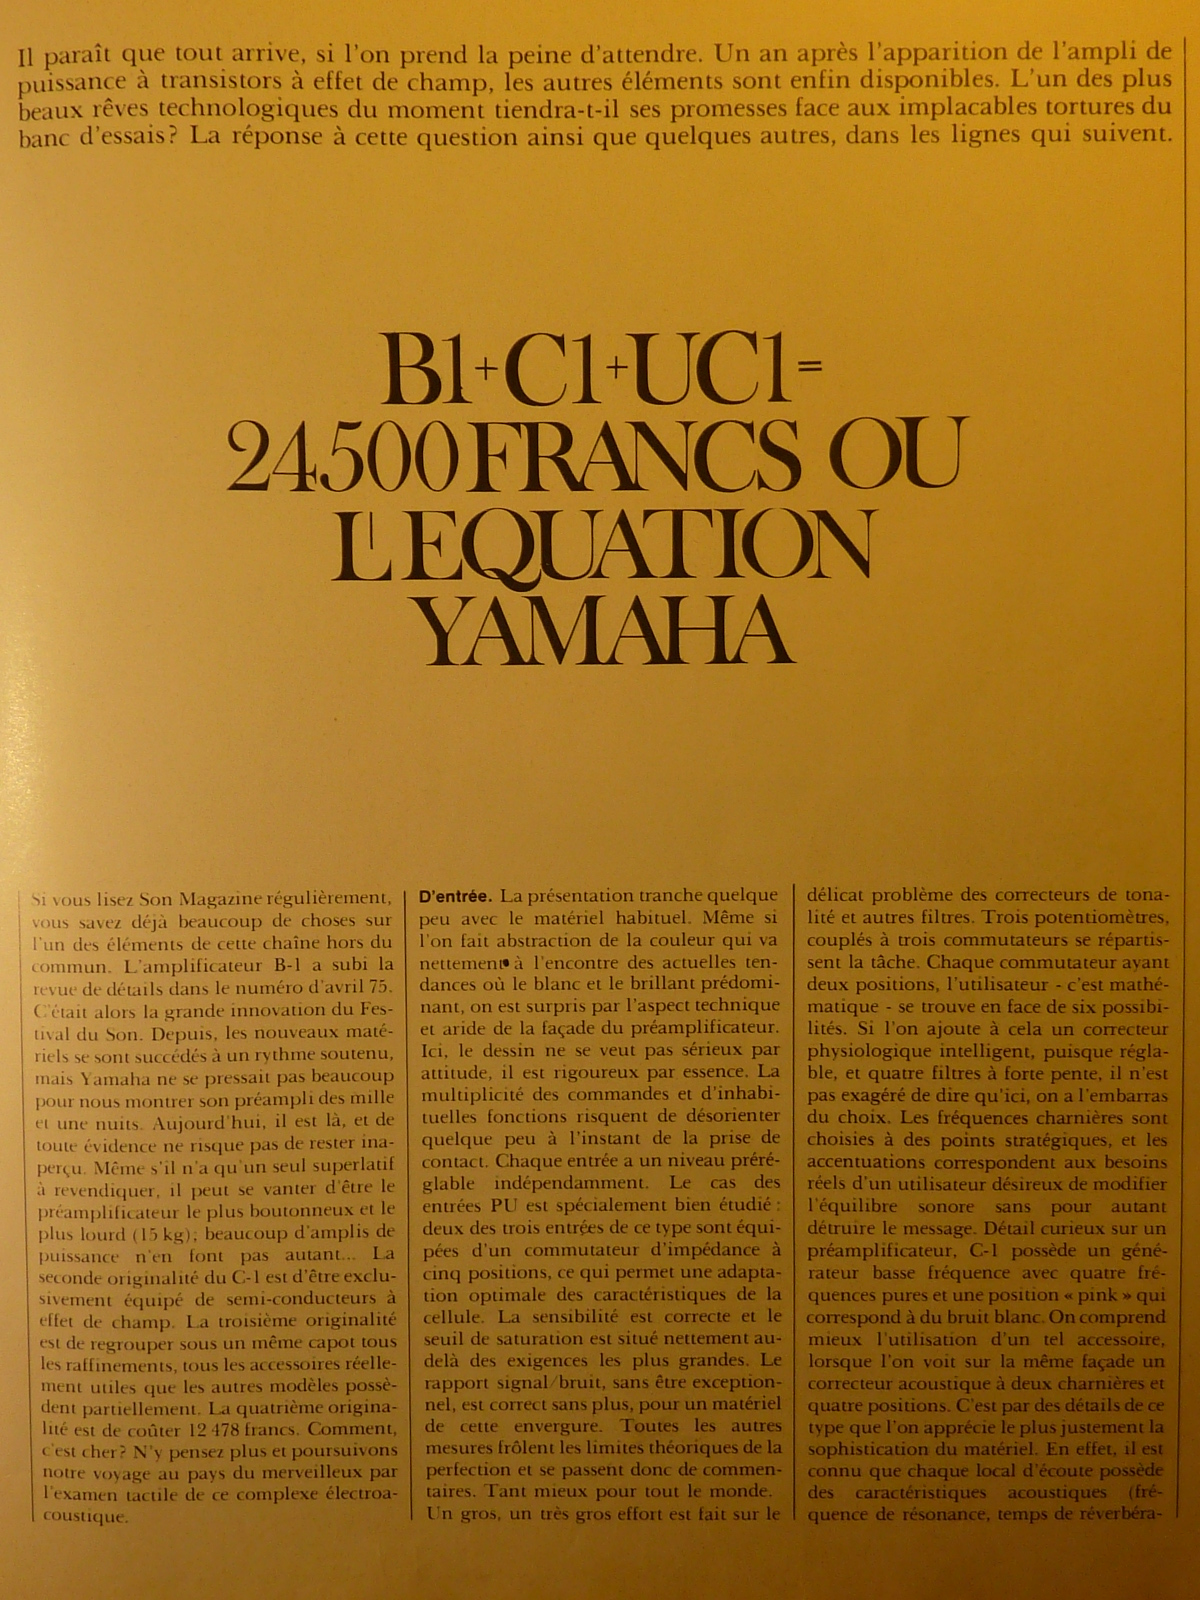 Il paraît que tout arrive, si l'on prend la peine d'attendre. Un an après l'apparition de l'ampli de
puissance à transistors à effet de champ, les autres éléments sont enfin disponibles. L'un des plus
beaux rêves technologiques du moment tiendra-t-il ses promesses face aux implacables tortures du
banc d'essais? La réponse à cette question ainsi que quelques autres, dans les lignes qui suivent.
B1+C1+UC1=
24.500 FRANCS OU
L'EQUATION
YAMAHA
Si vous lisez Son Magazine régulièrement,
vous savez déjà beaucoup de choses sur
l'un des éléments de cette chaîne hors du
commun. L'amplificateur B-1 a subi la
revue de détails dans le numéro d'avril 75.
C'était alors la grande innovation du Fes-
tival du Son. Depuis, les nouveaux maté-
riels se sont succédés à un rythme soutenu,
mais Yamaha ne se pressait pas beaucoup
pour nous montrer son préampli des mille
et une nuits. Aujourd'hui, il est là, et de
toute évidence ne risque pas de rester ina-
perçu. Même s'il n'a qu'un seul superlatif
à revendiquer, il peut se vanter d'être le
préamplificateur le plus boutonneux et le
plus lourd (15 kg); beaucoup d'amplis de
puissance n'en font pas autant... La
seconde originalité du C-1 est d'être exclu-
sivement équipé de semi-conducteurs à
effet de champ. La troisième originalité
est de regrouper sous un même capot tous
les raffinements, tous les accessoires réelle-
ment utiles que les autres modèles possè-
dent partiellement. La quatrième origina-
lité est de coûter 12 478 francs. Comment,
c'est cher? N'y pensez plus et poursuivons
notre voyage au pays du merveilleux par
l'examen tactile de ce complexe électroa-
coustique.
D'entrée. La présentation tranche quelque
peu avec le matériel habituel. Même si
l'on fait abstraction de la couleur qui va
nettement à l'encontre des actuelles ten-
dances où le blanc et le brillant prédomi-
nant, on est surpris par l'aspect technique
et aride de la façade du préamplificateur.
Ici, le dessin ne se veut pas sérieux par
attitude, il est rigoureux par essence. La
multiplicité des commandes et d'inhabi-
tuelles fonctions risquent de désorienter
quelque peu à l'instant de la prise de
contact. Chaque entrée a un niveau préré-
glable indépendamment. Le cas des
entrées PU est spécialement bien étudié :
deux des trois entrées de ce type sont équi-
pées d'un commutateur d'impédance à
cinq positions, ce qui permet une adapta-
tion optimale des caractéristiques de la
cellule. La sensibilité est correcte et le
seuil de saturation est situé nettement au-
delà des exigences les plus grandes. Le
rapport signal/bruit, sans être exception-
nel, est correct sans plus, pour un matériel
de cette envergure. Toutes les autres
mesures frôlent les limites théoriques de la
perfection et se passent donc de commen-
taires. Tant mieux pour tout le monde.
Un gros, un très gros effort est fait sur le
délicat problème des correcteurs de tona-
lité et autres filtres. Trois potentiomètres,
couplés à trois commutateurs se répartis-
sent la tâche. Chaque commutateur ayant
deux positions, l'utilisateur - c'est mathé-
matique - se trouve en face de six possibi-
lités. Si l'on ajoute à cela un correcteur
physiologique intelligent, puisque régla-
ble, et quatre filtres à forte pente, il n'est
pas exagéré de dire qu'ici, on a l'embarras
du choix. Les fréquences charnières sont
choisies à des points stratégiques, et les
accentuations correspondent aux besoins
réels d'un utilisateur désireux de modifier
l'équilibre sonore sans pour autant
détruire le message. Détail curieux sur un
préamplificateur, C-1 possède un géné-
rateur basse fréquence avec quatre fré-
quences pures et une position « pink » qui
correspond à du bruit blanc. On comprend
mieux l'utilisation d'un tel accessoire,
lorsque l'on voit sur la même façade un
correcteur acoustique à deux charnières et
quatre positions. C'est par des détails de ce
type que l'on apprécie le plus justement la
sophistication du matériel. En effet, il est
connu que chaque local d'écoute possède
des caractéristiques acoustiques (fré-
quence de résonance, temps de réverbéra-